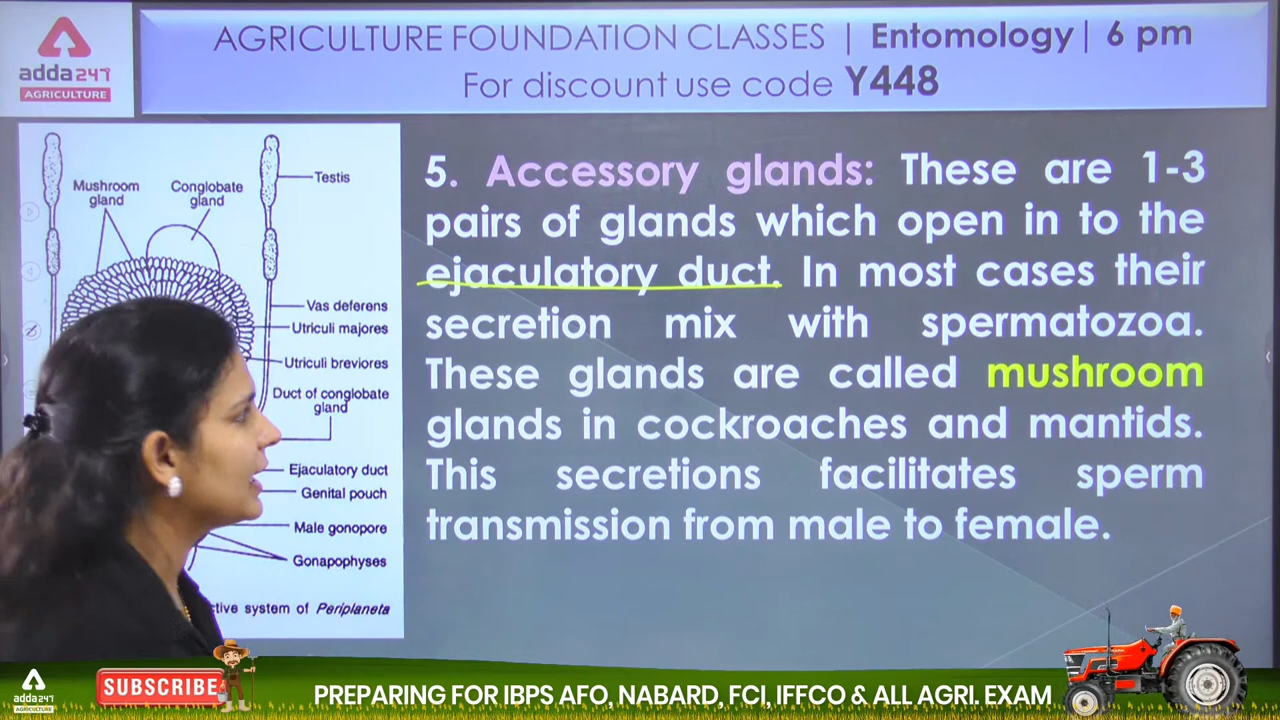 AGRICULTURE FOUNDATION CLASSES | Entomology | 6 pm
For discount use code Y448
adda247
AGRICULTURE
Mushroom
gland
Conglobate
gland
Testis
Vas deferens
Utriculi majores
Utriculi breviores
Duct of conglobate
gland
Ejaculatory duct
Genital pouch
Male gonopore
Gonapophyses
ctive system of Periplaneta
5. Accessory glands: These are 1-3
pairs of glands which open in to the
ejaculatory duct. In most cases their
secretion mix with spermatozoa.
These glands are called mushroom
glands in cockroaches and mantids.
This secretions facilitates sperm
transmission from male to female.
adda247
AGRICULTURE
SUBSCRIBE
PREPARING FOR IBPS AFO, NABARD, FCI, IFFCO & ALL AGRI. EXAM